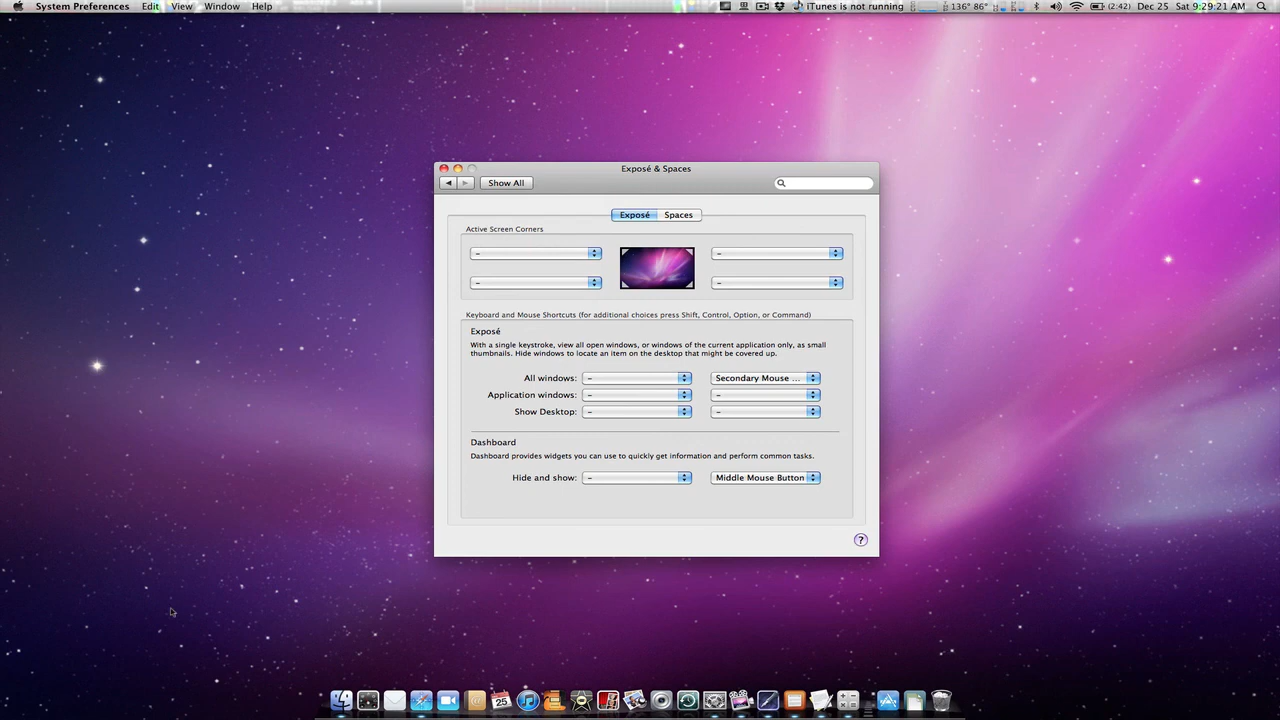 System Preferences Edit View Window Help iTunes is not running 136° 86° (2:42) Dec 25 Sat 9:29:21 AM
Exposé & Spaces
Show All
Exposé Spaces
Active Screen Corners
– –
– –
Keyboard and Mouse Shortcuts (for additional choices press Shift, Control, Option, or Command)
Exposé
With a single keystroke, view all open windows, or windows of the current application only, as small
thumbnails. Hide windows to locate an item on the desktop that might be covered up.
All windows: – Secondary Mouse ...
Application windows: – –
Show Desktop: – –
Dashboard
Dashboard provides widgets you can use to quickly get information and perform common tasks.
Hide and show: – Middle Mouse Button
?
25